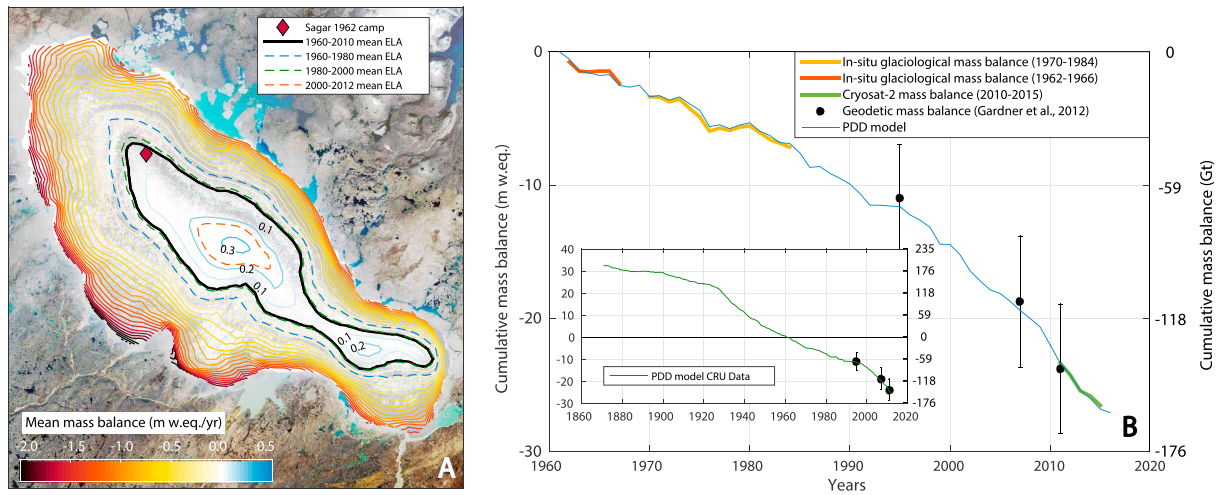 Sagar 1962 camp
1960-2010 mean ELA
1960-1980 mean ELA
1980-2000 mean ELA
2000-2012 mean ELA
0.1
0.3
0.2
0.1
0.1
0.2
Mean mass balance (m w.eq./yr)
-2.0 -1.5 -1.0 -0.5 0.0 0.5
A
Cumulative mass balance (m w.eq.)
0
-10
-20
-30
In-situ glaciological mass balance (1970-1984)
In-situ glaciological mass balance (1962-1966)
Cryosat-2 mass balance (2010-2015)
Geodetic mass balance (Gardner et al., 2012)
PDD model
40 235
30 176
20 118
10 59
0 0
-10 -59
-20 -118
-30 -176
PDD model CRU Data
1860 1880 1900 1920 1940 1960 1980 2000 2020
B
0
-59
-118
-176
Cumulative mass balance (Gt)
1960 1970 1980 1990 2000 2010 2020
Years